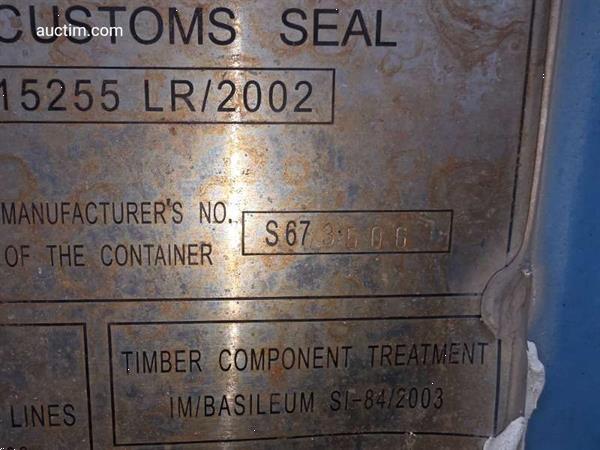 auctim.com
CUSTOMS SEAL
15255 LR/2002
MANUFACTURER'S NO.
OF THE CONTAINER
S67
TIMBER COMPONENT TREATMENT
IM/BASILEUM SI-84/2003
LINES